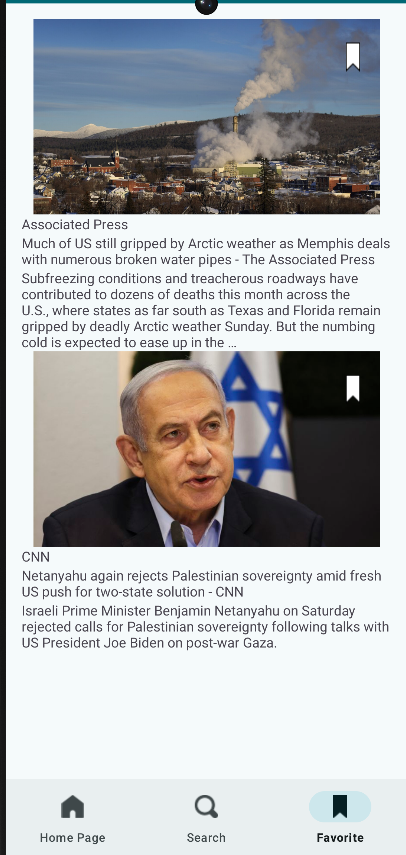 Associated Press
Much of US still gripped by Arctic weather as Memphis deals
with numerous broken water pipes - The Associated Press
Subfreezing conditions and treacherous roadways have
contributed to dozens of deaths this month across the
U.S., where states as far south as Texas and Florida remain
gripped by deadly Arctic weather Sunday. But the numbing
cold is expected to ease up in the ...
CNN
Netanyahu again rejects Palestinian sovereignty amid fresh
US push for two-state solution - CNN
Israeli Prime Minister Benjamin Netanyahu on Saturday
rejected calls for Palestinian sovereignty following talks with
US President Joe Biden on post-war Gaza.
Home Page Search Favorite